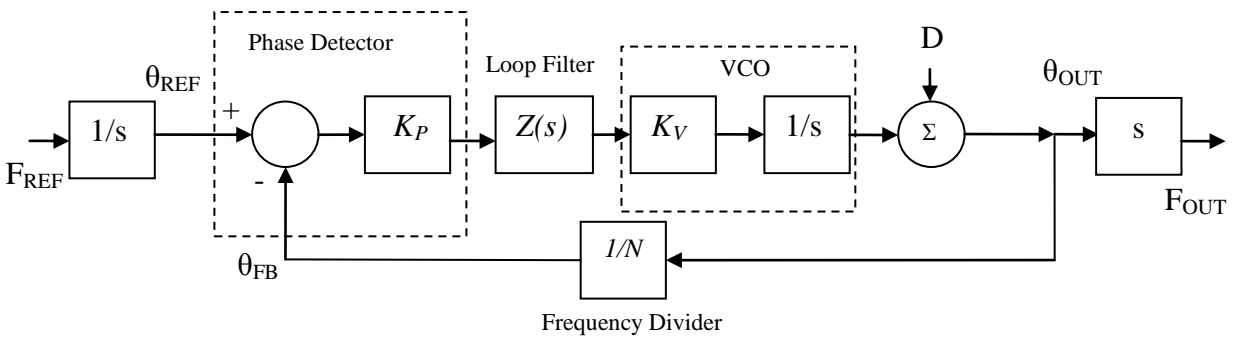 Phase Detector
Loop Filter
VCO
D
θREF
θOUT
1/s
+
KP
Z(s)
KV
1/s
Σ
s
FREF
-
FOUT
θFB
1/N
Frequency Divider